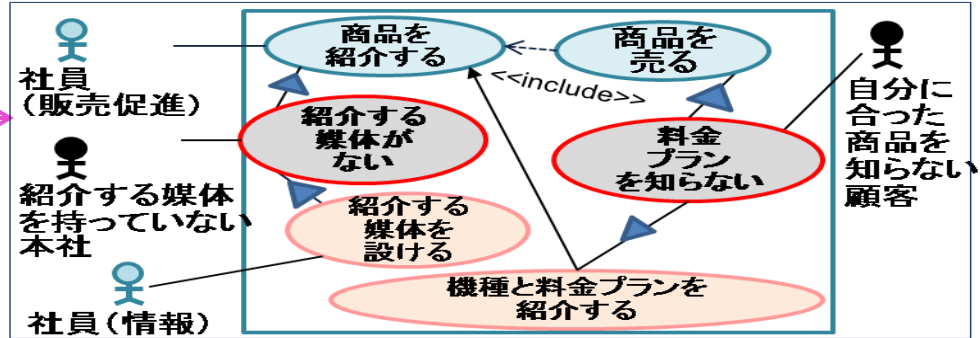 商品を
紹介する
商品を
売る
<<include>>
社員
(販売促進)
紹介する
媒体が
ない
料金
プラン
を知らない
自分に
合った
商品を
知らない
顧客
紹介する媒体
を持っていない
本社
紹介する
媒体を
設ける
機種と料金プランを
紹介する
社員(情報)